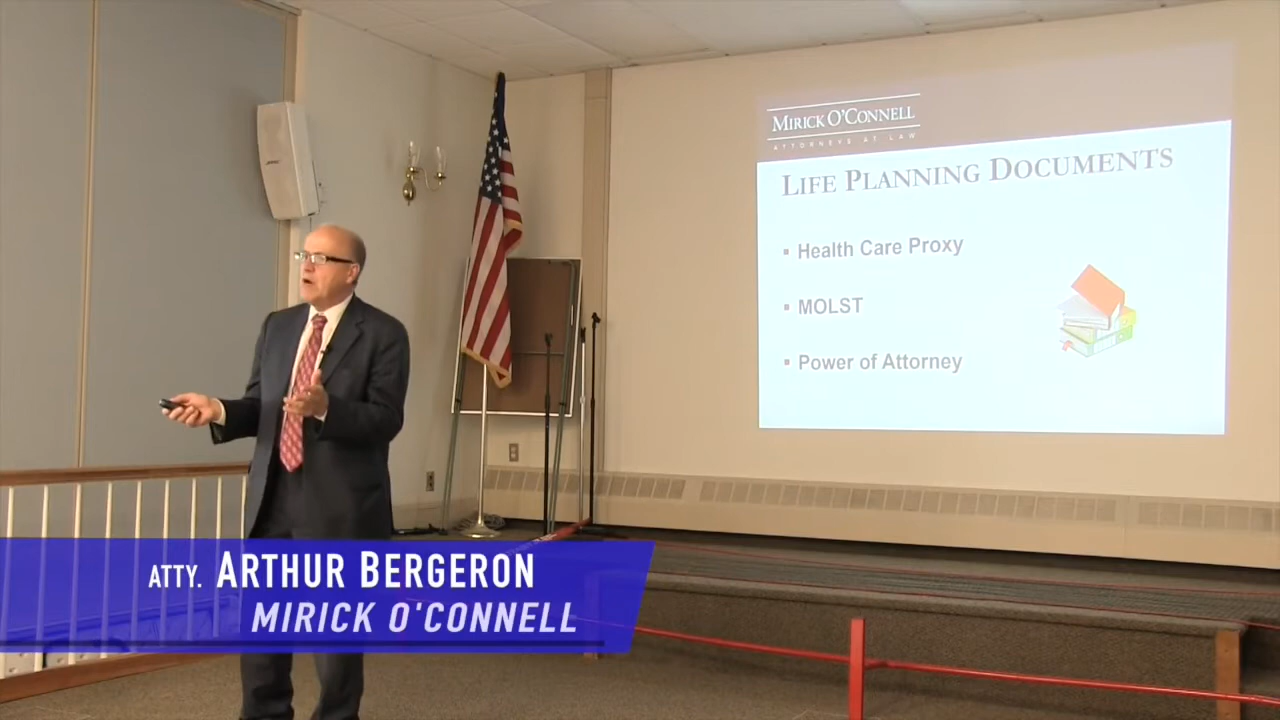 MIRICK O'CONNELL
ATTORNEYS AT LAW
LIFE PLANNING DOCUMENTS
▪ Health Care Proxy
▪ MOLST
▪ Power of Attorney
ATTY. ARTHUR BERGERON
MIRICK O'CONNELL